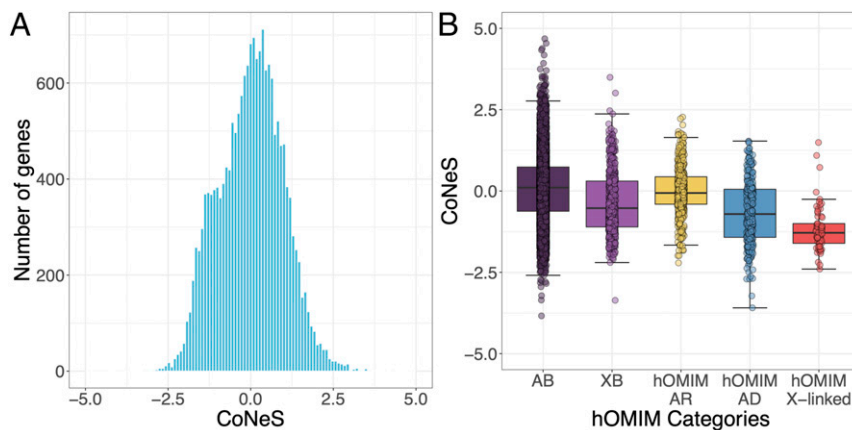 A
Number of genes
600
400
200
0
−5.0
−2.5
0.0
2.5
5.0
CoNeS
B
CoNeS
5.0
2.5
0.0
−2.5
−5.0
AB
XB
hOMIM
AR
hOMIM
AD
hOMIM
X−linked
hOMIM Categories